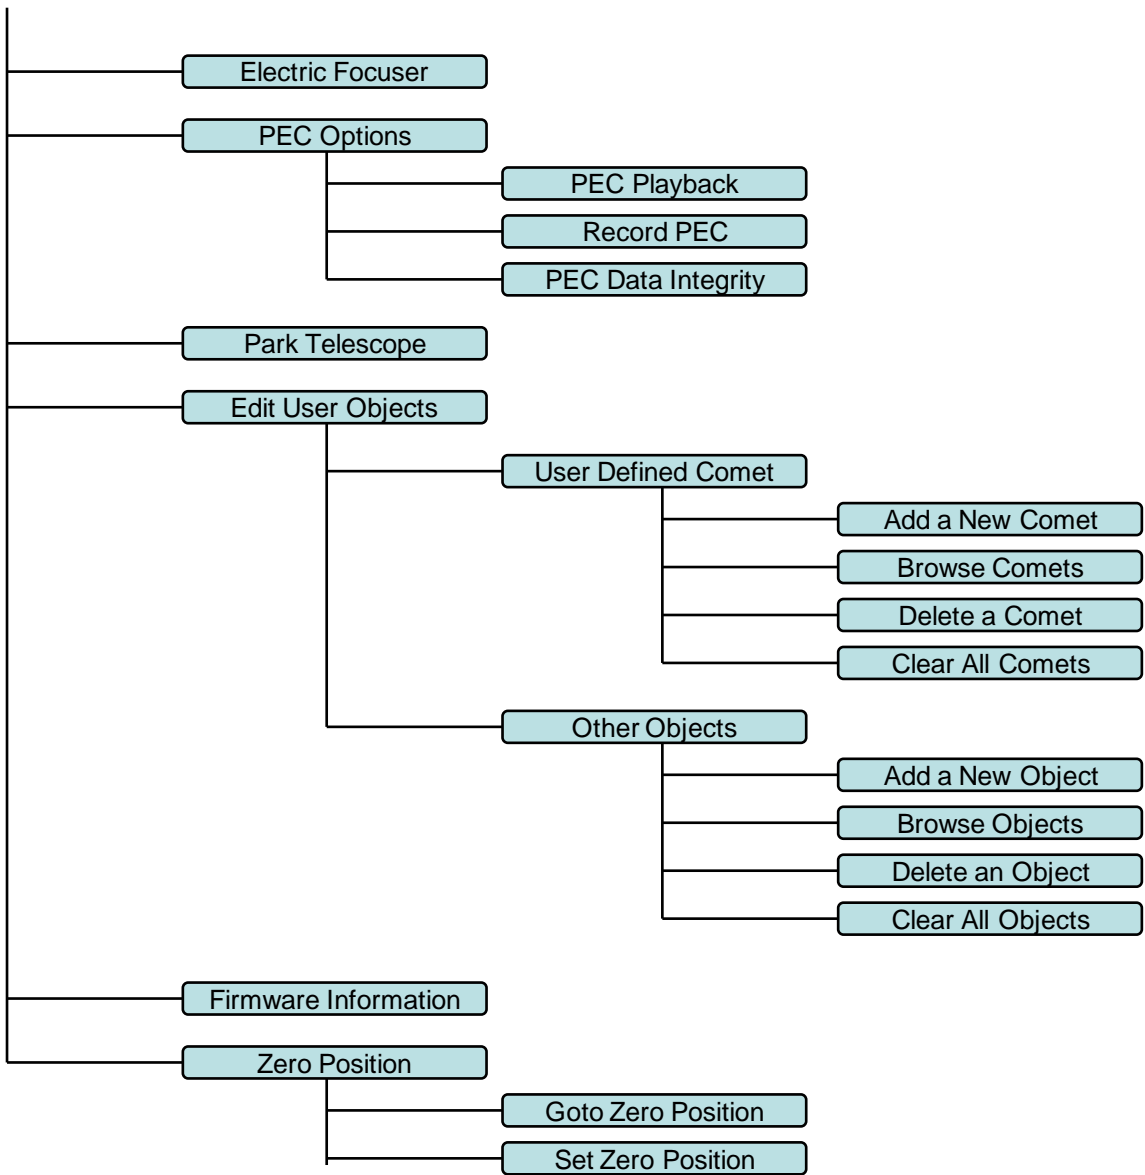 Electric Focuser
PEC Options
PEC Playback
Record PEC
PEC Data Integrity
Park Telescope
Edit User Objects
User Defined Comet
Add a New Comet
Browse Comets
Delete a Comet
Clear All Comets
Other Objects
Add a New Object
Browse Objects
Delete an Object
Clear All Objects
Firmware Information
Zero Position
Goto Zero Position
Set Zero Position